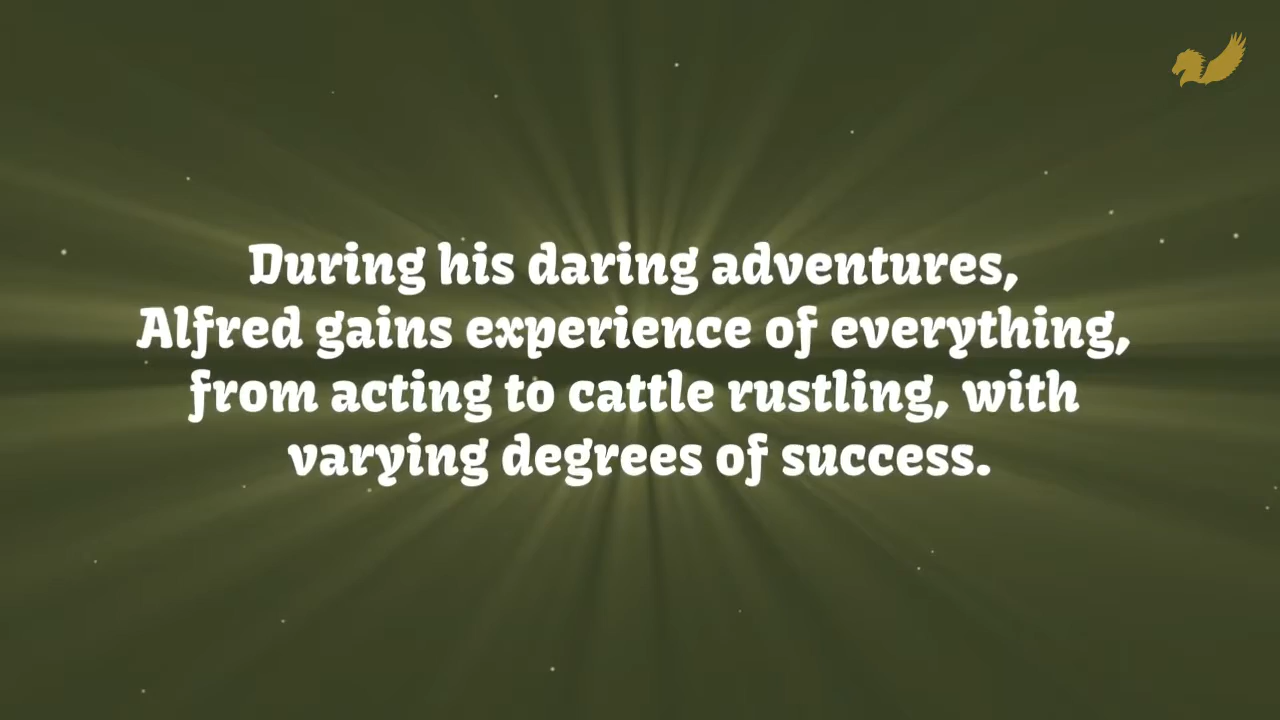 During his daring adventures,
Alfred gains experience of everything,
from acting to cattle rustling, with
varying degrees of success.